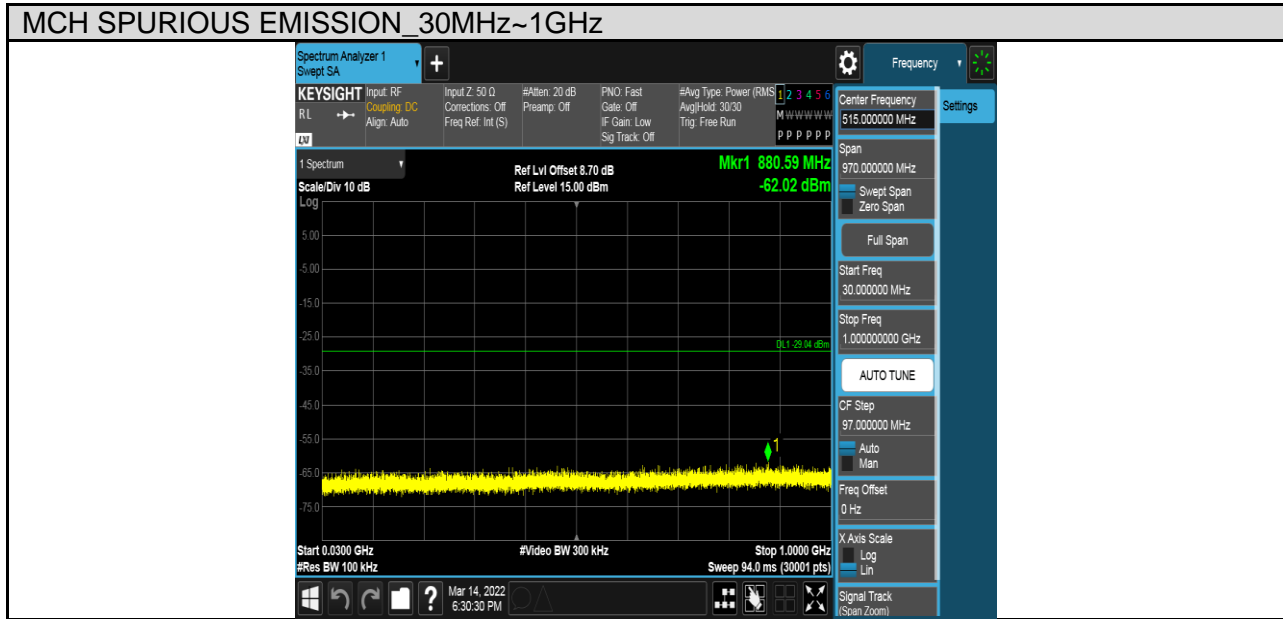 MCH SPURIOUS EMISSION_30MHz~1GHz
Spectrum Analyzer 1
Swept SA
Frequency
KEYSIGHT
RL
LXI
Input: RF
Coupling: DC
Align: Auto
Input Z: 50 Ω
Corrections: Off
Freq Ref: Int (S)
#Atten: 20 dB
Preamp: Off
PNO: Fast
Gate: Off
IF Gain: Low
Sig Track: Off
#Avg Type: Power (RMS
Avg|Hold: 30/30
Trig: Free Run
1 2 3 4 5 6
M W W W W W
P P P P P P
1 Spectrum
Scale/Div 10 dB
Log
Ref Lvl Offset 8.70 dB
Ref Level 15.00 dBm
Mkr1 880.59 MHz
-62.02 dBm
5.00
-5.00
-15.0
-25.0
DL1 -29.04 dBm
-35.0
-45.0
-55.0
1
-65.0
-75.0
Start 0.0300 GHz
#Res BW 100 kHz
#Video BW 300 kHz
Stop 1.0000 GHz
Sweep 94.0 ms (30001 pts)
Center Frequency
515.000000 MHz
Settings
Span
970.000000 MHz
Swept Span
Zero Span
Full Span
Start Freq
30.000000 MHz
Stop Freq
1.000000000 GHz
AUTO TUNE
CF Step
97.000000 MHz
Auto
Man
Freq Offset
0 Hz
X Axis Scale
Log
Lin
Signal Track
(Span Zoom)
?
Mar 14, 2022
6:30:30 PM